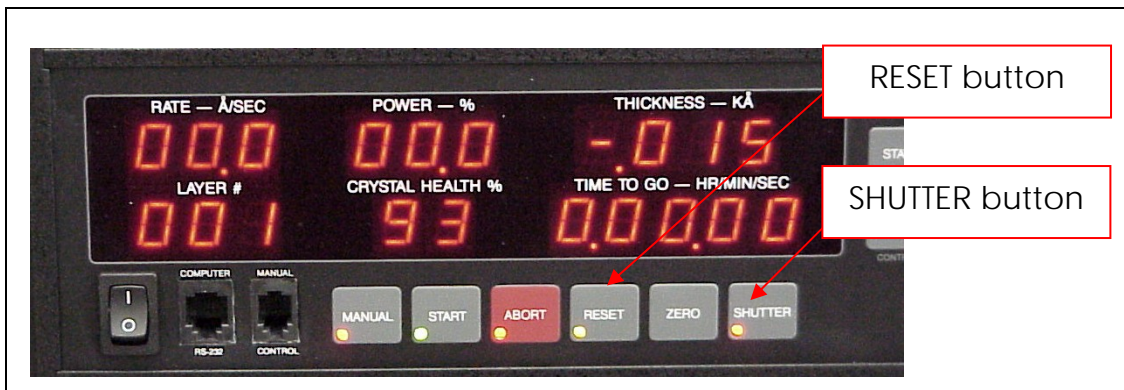 RESET button
SHUTTER button
RATE — Å/SEC
POWER — %
THICKNESS — KÅ
00.0
00.0
-.015
LAYER #
CRYSTAL HEALTH %
TIME TO GO — HR/MIN/SEC
001
93
0.00.00
COMPUTER
MANUAL
I
O
RS-232
CONTROL
MANUAL
START
ABORT
RESET
ZERO
SHUTTER